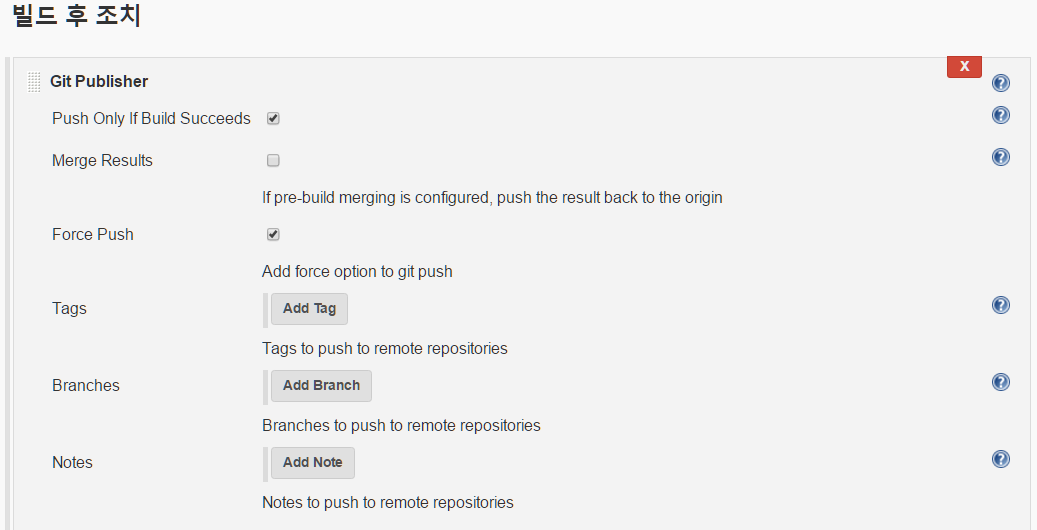 빌드 후 조치
X
Git Publisher
Push Only If Build Succeeds
Merge Results
If pre-build merging is configured, push the result back to the origin
Force Push
Add force option to git push
Tags
Add Tag
Tags to push to remote repositories
Branches
Add Branch
Branches to push to remote repositories
Notes
Add Note
Notes to push to remote repositories